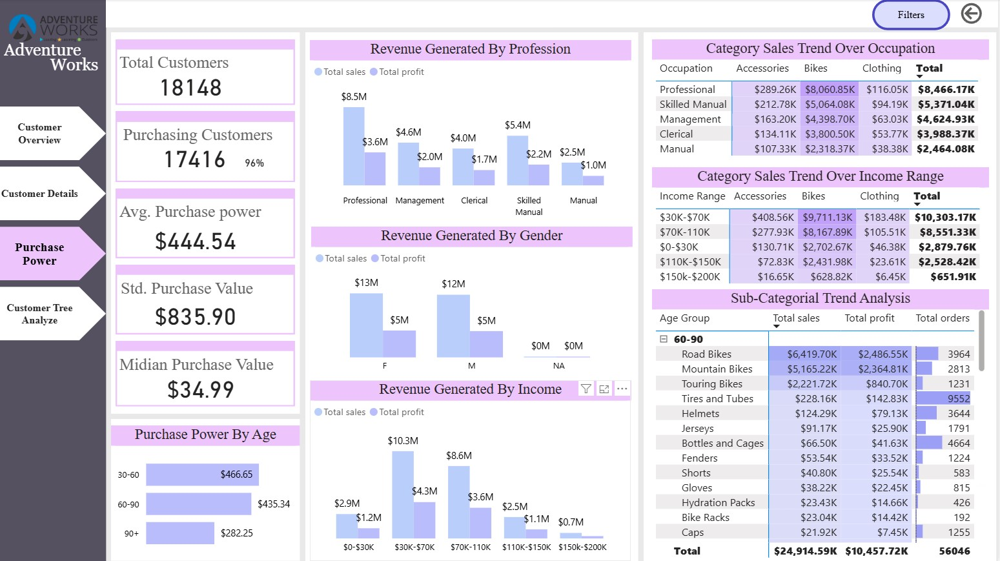 ADVENTURE
WORKS
Adventure
Works
Customer
Overview
Customer Details
Purchase
Power
Customer Tree
Analyze
Filters
Total Customers
18148
Purchasing Customers
17416 96%
Avg. Purchase power
$444.54
Std. Purchase Value
$835.90
Midian Purchase Value
$34.99
Purchase Power By Age
30-60 $466.65
60-90 $435.34
90+ $282.25
Revenue Generated By Profession
Total sales Total profit
$8.5M $3.6M $4.6M $2.0M $4.0M $1.7M $5.4M $2.2M $2.5M $1.0M
Professional Management Clerical Skilled Manual
Manual
Revenue Generated By Gender
Total sales Total profit
$13M $5M $12M $5M $0M $0M
F M NA
Revenue Generated By Income
Total sales Total profit
$2.9M $1.2M $10.3M $4.3M $8.6M $3.6M $2.5M $1.1M $0.7M
$0-$30K $30K-$70K $70K-110K $110K-$150K $150k-$200K
Category Sales Trend Over Occupation
Occupation Accessories Bikes Clothing Total
Professional $289.26K $8,060.85K $116.05K $8,466.17K
Skilled Manual $212.78K $5,064.08K $94.19K $5,371.04K
Management $163.20K $4,398.70K $63.03K $4,624.93K
Clerical $134.11K $3,800.50K $53.77K $3,988.37K
Manual $107.33K $2,318.37K $38.38K $2,464.08K
Category Sales Trend Over Income Range
Income Range Accessories Bikes Clothing Total
$30K-$70K $408.56K $9,711.13K $183.48K $10,303.17K
$70K-110K $277.93K $8,167.89K $105.51K $8,551.33K
$0-$30K $130.71K $2,702.67K $46.38K $2,879.76K
$110K-$150K $72.83K $2,431.98K $23.61K $2,528.42K
$150k-$200K $16.65K $628.82K $6.45K $651.91K
Sub-Categorial Trend Analysis
Age Group Total sales Total profit Total orders
60-90
Road Bikes $6,419.70K $2,486.55K 3964
Mountain Bikes $5,165.22K $2,364.81K 2813
Touring Bikes $2,221.72K $840.70K 1231
Tires and Tubes $228.16K $142.83K 9552
Helmets $124.29K $79.13K 3644
Jerseys $91.17K $25.90K 1791
Bottles and Cages $66.50K $41.63K 4664
Fenders $53.54K $33.52K 1224
Shorts $40.80K $25.54K 583
Gloves $38.22K $22.45K 815
Hydration Packs $23.43K $14.66K 426
Bike Racks $23.04K $14.42K 192
Caps $21.92K $7.45K 1255
Total $24,914.59K $10,457.72K 56046